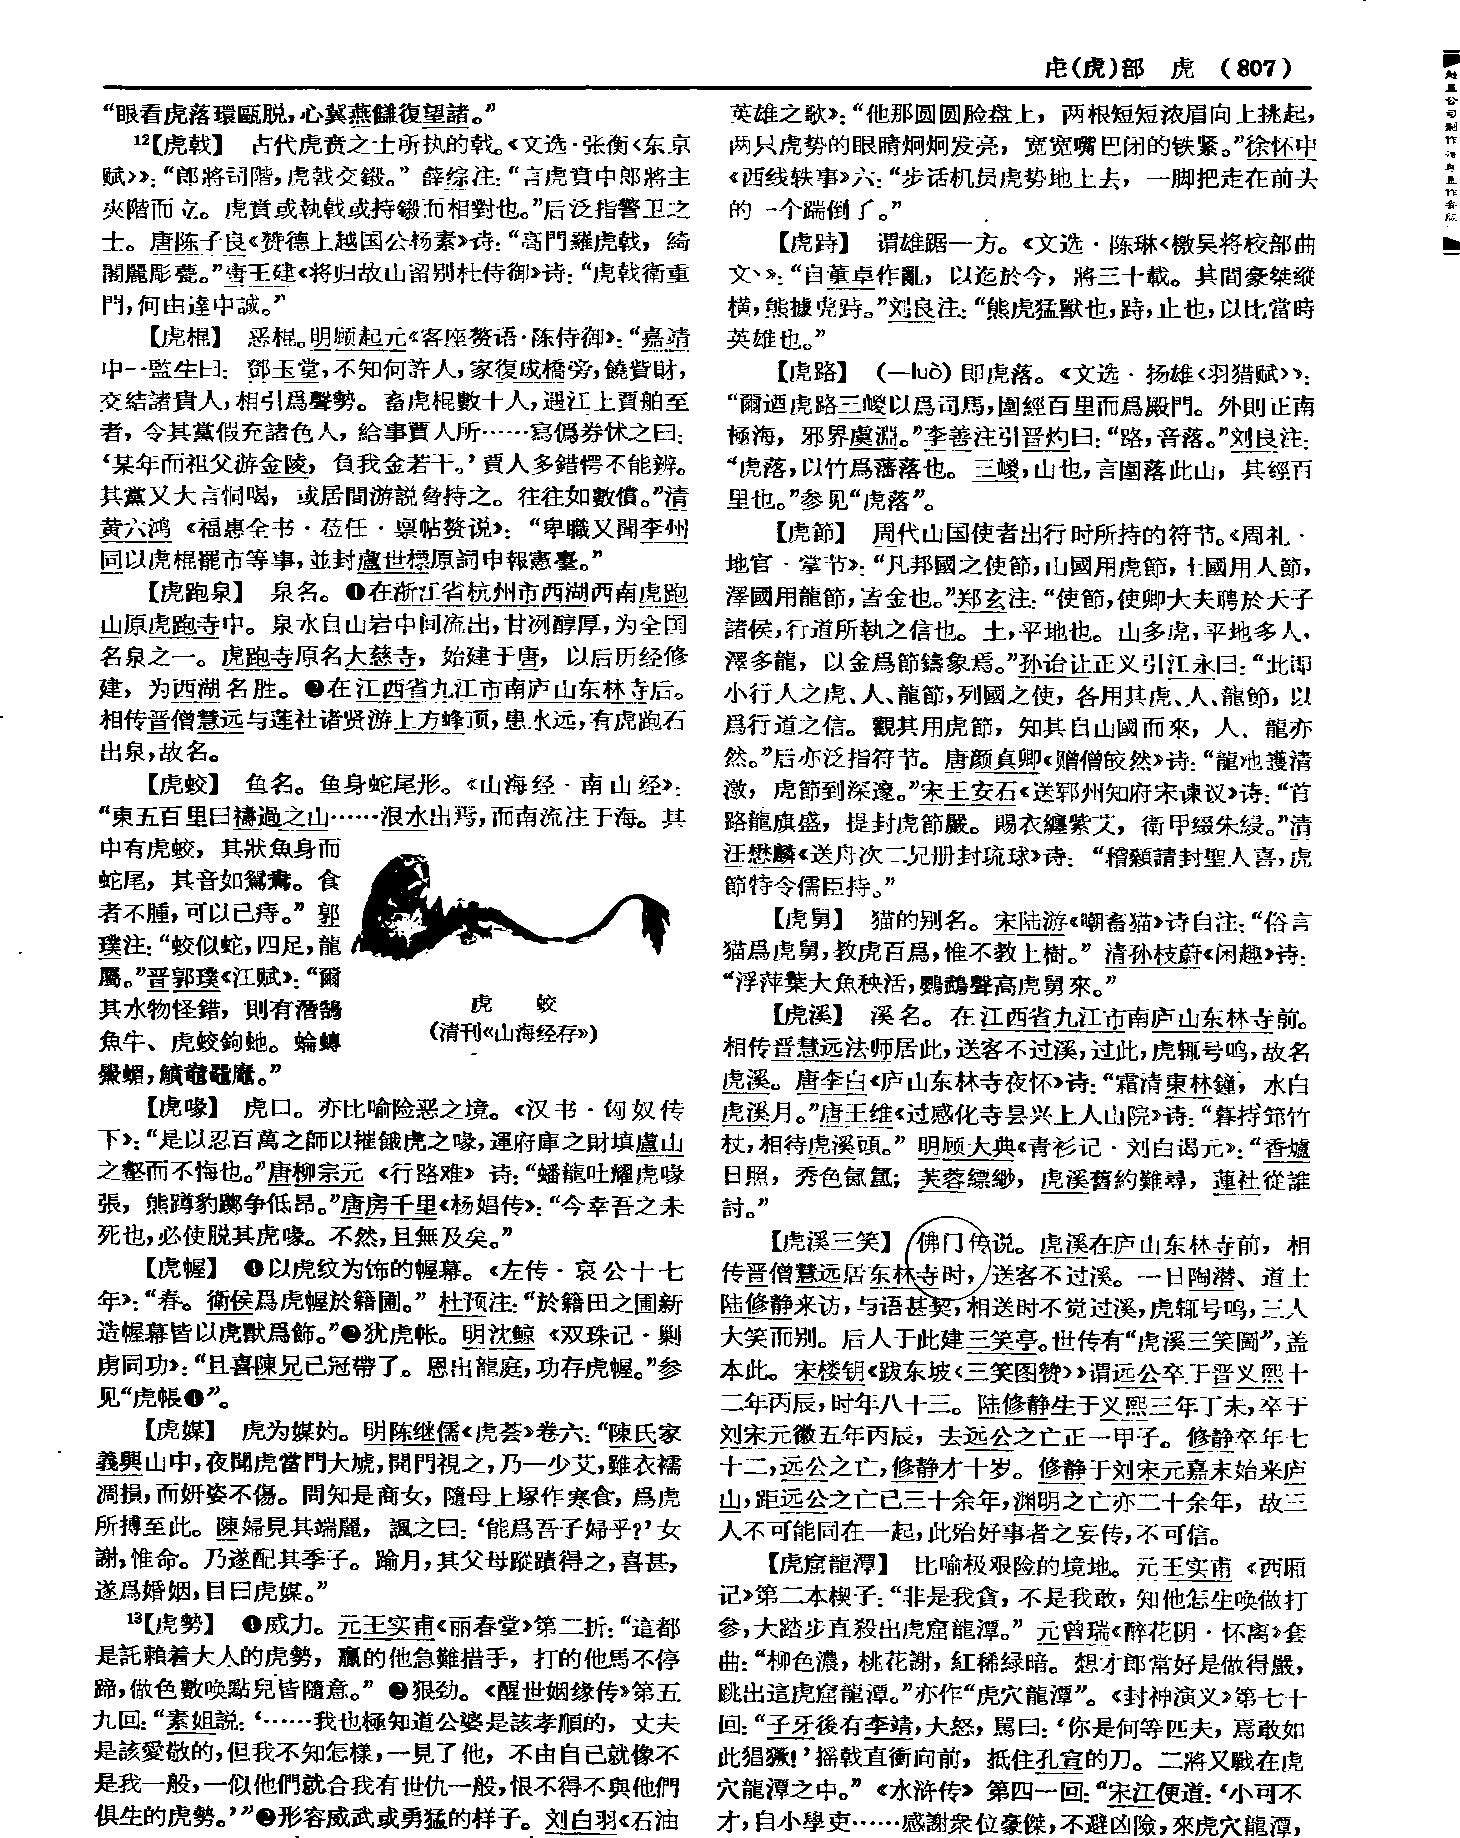 虍(虎)部　虎　(807)
“眼看虎落環甌脱，心冀燕讎復望諸。”
12【虎戟】　古代虎贲之士所执的戟。《文选·张衡<东京
赋>》：“郎將司階，虎戟交鎩。”薛综注：“言虎賁中郎將主
夾階而立。虎賁或執戟或持鎩而相對也。”后泛指警卫之
士。唐陈子良《赞德上越国公杨素》诗：“高門羅虎戟，綺
閣麗彫甍。”唐王建《将归故山留别杜侍御》诗：“虎戟衛重
門，何由達中誠。”
【虎棍】　恶棍。明顾起元《客座赘语·陈侍御》：“嘉靖
中一監生曰：鄧玉堂，不知何許人，家復成橋旁，饒貲財，
交結諸貴人，相引爲聲勢。畜虎棍數十人，遇江上賈舶至
者，令其黨假充諸色人，給事賈人所……寫僞券怵之曰：
‘某年而祖父游金陵，負我金若干。’賈人多錯愕不能辨。
其黨又大言恫喝，或居間游説脅持之。往往如數償。”清
黄六鸿《福惠全书·莅任·禀帖赘说》：“卑職又聞李州
同以虎棍罷市等事，並封盧世標原詞申報憲臺。”
【虎跑泉】　泉名。❶在浙江省杭州市西湖西南虎跑
山原虎跑寺中。泉水自山岩中间流出，甘冽醇厚，为全国
名泉之一。虎跑寺原名大慈寺，始建于唐，以后历经修
建，为西湖名胜。❷在江西省九江市南庐山东林寺后。
相传晋僧慧远与莲社诸贤游上方峰顶，患水远，有虎跑石
出泉，故名。
【虎蛟】　鱼名。鱼身蛇尾形。《山海经·南山经》：
“東五百里曰禱過之山……浪水出焉，而南流注于海。其
中有虎蛟，其狀魚身而
蛇尾，其音如鴛鴦。食
者不腫，可以已痔。”郭
璞注：“蛟似蛇，四足，龍
屬。”晋郭璞《江赋》：“爾
其水物怪錯，則有潛鵠
魚牛、虎蛟鉤虵。蜦
虎　蛟
(清刊《山海经存》)
【虎喙】　虎口。亦比喻险恶之境。《汉书·匈奴传
下》：“是以忍百萬之師以摧餓虎之喙，運府庫之財填盧山
之壑而不悔也。”唐柳宗元《行路难》诗：“蟠龍吐耀虎喙
張，熊蹲豹躑争低昂。”唐房千里《杨娼传》：“今幸吾之未
死也，必使脱其虎喙。不然，且無及矣。”
【虎幄】　❶以虎纹为饰的幄幕。《左传·哀公十七
年》：“春。衛侯爲虎幄於籍圃。”杜预注：“於籍田之圃新
造幄幕皆以虎獸爲飾。”❷犹虎帐。明沈鲸《双珠记·剿
虏同功》：“且喜陳兄已冠帶了。恩出龍庭，功存虎幄。”参
见“虎帳❶”。
【虎媒】　虎为媒妁。明陈继儒《虎荟》卷六：“陳氏家
義興山中，夜聞虎當門大嘷，開門視之，乃一少艾，雖衣襦
凋損，而妍姿不傷。問知是商女，隨母上塚作寒食，爲虎
所搏至此。陳婦見其端麗，諷之曰：‘能爲吾子婦乎？’女
謝，惟命。乃遂配其季子。踰月，其父母蹤蹟得之，喜甚，
遂爲婚姻，目曰虎媒。”
13【虎勢】　❶威力。元王实甫《丽春堂》第二折：“這都
是託賴着大人的虎勢，贏的他急難措手，打的他馬不停
蹄，做色數唤點兒皆隨意。”❷狠劲。《醒世姻缘传》第五
九回：“素姐説：‘……我也極知道公婆是該孝順的，丈夫
是該愛敬的，但我不知怎樣，一見了他，不由自己就像不
是我一般，一似他們就合我有世仇一般，恨不得不與他們
俱生的虎勢。’”❸形容威武或勇猛的样子。刘白羽《石油
英雄之歌》：“他那圆圆脸盘上，两根短短浓眉向上挑起，
两只虎势的眼睛炯炯发亮，宽宽嘴巴闭的铁紧。”徐怀中
《西线轶事》六：“步话机员虎势地上去，一脚把走在前头
的一个踹倒了。”
【虎跱】　谓雄踞一方。《文选·陈琳<檄吴将校部曲
文>》：“自董卓作亂，以迄於今，將三十載。其間豪桀縱
横，熊據虎跱。”刘良注：“熊虎猛獸也，跱，止也，以比當時
英雄也。”
【虎路】　(—luò)即虎落。《文选·扬雄<羽猎赋>》：
“爾迺虎路三嵏以爲司馬，圍經百里而爲殿門。外則正南
極海，邪界虞淵。”李善注引晋灼曰：“路，音落。”刘良注：
“虎落，以竹爲藩落也。三嵏，山也，言圍落此山，其經百
里也。”参见“虎落”。
【虎節】　周代山国使者出行时所持的符节。《周礼·
地官·掌节》：“凡邦國之使節，山國用虎節，土國用人節，
澤國用龍節，皆金也。”郑玄注：“使節，使卿大夫聘於天子
諸侯，行道所執之信也。土，平地也。山多虎，平地多人，
澤多龍，以金爲節鑄象焉。”孙诒让正义引江永曰：“此即
小行人之虎、人、龍節，列國之使，各用其虎、人、龍節，以
爲行道之信。觀其用虎節，知其自山國而來，人、龍亦
然。”后亦泛指符节。唐颜真卿《赠僧皎然》诗：“龍池護清
澈，虎節到深邃。”宋王安石《送郓州知府宋谏议》诗：“首
路龍旗盛，提封虎節嚴。賜衣纏紫艾，衛甲綴朱綅。”清
汪懋麟《送舟次二兄册封琉球》诗：“稽顙請封聖人喜，虎
節特令儒臣持。”
【虎舅】　猫的别名。宋陆游《嘲畜猫》诗自注：“俗言
猫爲虎舅，教虎百爲，惟不教上樹。”清孙枝蔚《闲趣》诗：
“浮萍葉大魚秧活，鸚鵡聲高虎舅來。”
【虎溪】　溪名。在江西省九江市南庐山东林寺前。
相传晋慧远法师居此，送客不过溪，过此，虎辄号鸣，故名
虎溪。唐李白《庐山东林寺夜怀》诗：“霜清東林鐘，水白
虎溪月。”唐王维《过感化寺昙兴上人山院》诗：“暮持筇竹
杖，相待虎溪頭。”明顾大典《青衫记·刘白谒元》：“香爐
日照，秀色氤氲；芙蓉縹緲，虎溪舊約難尋，蓮社從誰
討。”
【虎溪三笑】　佛门传说。虎溪在庐山东林寺前，相
传晋僧慧远居东林寺时，送客不过溪。一日陶潜、道士
陆修静来访，与语甚契，相送时不觉过溪，虎辄号鸣，三人
大笑而别。后人于此建三笑亭。世传有“虎溪三笑图”，盖
本此。宋楼钥《跋东坡<三笑图赞>》谓远公卒于晋义熙十
二年丙辰，时年八十三。陆修静生于义熙三年丁未，卒于
刘宋元徽五年丙辰，去远公之亡正一甲子。修静卒年七
十二，远公之亡，修静才十岁。修静于刘宋元嘉末始来庐
山，距远公之亡已三十余年，渊明之亡亦二十余年，故三
人不可能同在一起，此殆好事者之妄传，不可信。
【虎窟龍潭】　比喻极艰险的境地。元王实甫《西厢
记》第二本楔子：“非是我貪，不是我敢，知他怎生唤做打
參，大踏步直殺出虎窟龍潭。”元曾瑞《醉花阴·怀离》套
曲：“柳色濃，桃花謝，紅稀緑暗。想才郎常好是做得嚴，
跳出這虎窟龍潭。”亦作“虎穴龍潭”。《封神演义》第七十
回：“子牙後有李靖，大怒，駡曰：‘你是何等匹夫，焉敢如
此猖獗！’摇戟直衝向前，抵住孔宣的刀。二將又戰在虎
穴龍潭之中。”《水浒传》第四一回：“宋江便道：‘小可不
才，自小學吏……感謝衆位豪傑，不避凶險，來虎穴龍潭，